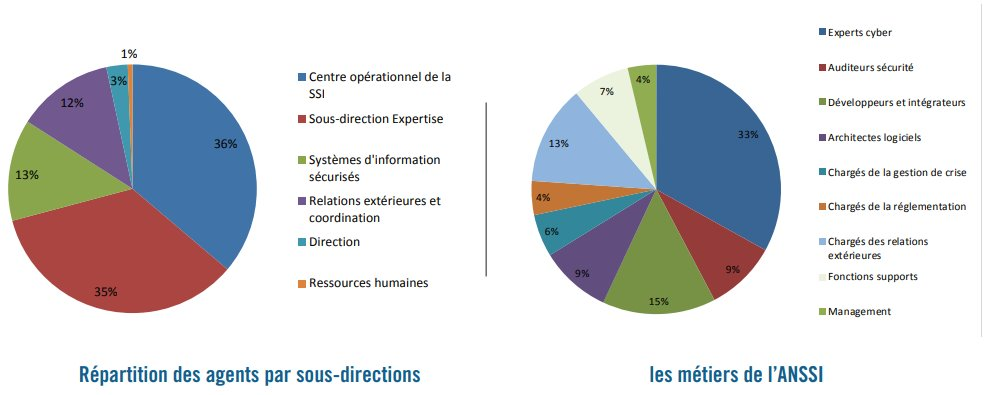 1%
3%
12%
36%
13%
35%
Centre opérationnel de la
SSI
Sous-direction Expertise
Systèmes d'information
sécurisés
Relations extérieures et
coordination
Direction
Ressources humaines
Répartition des agents par sous-directions
4%
7%
33%
13%
4%
6%
9%
9%
15%
Experts cyber
Auditeurs sécurité
Développeurs et intégrateurs
Architectes logiciels
Chargés de la gestion de crise
Chargés de la réglementation
Chargés des relations
extérieures
Fonctions supports
Management
les métiers de l'ANSSI